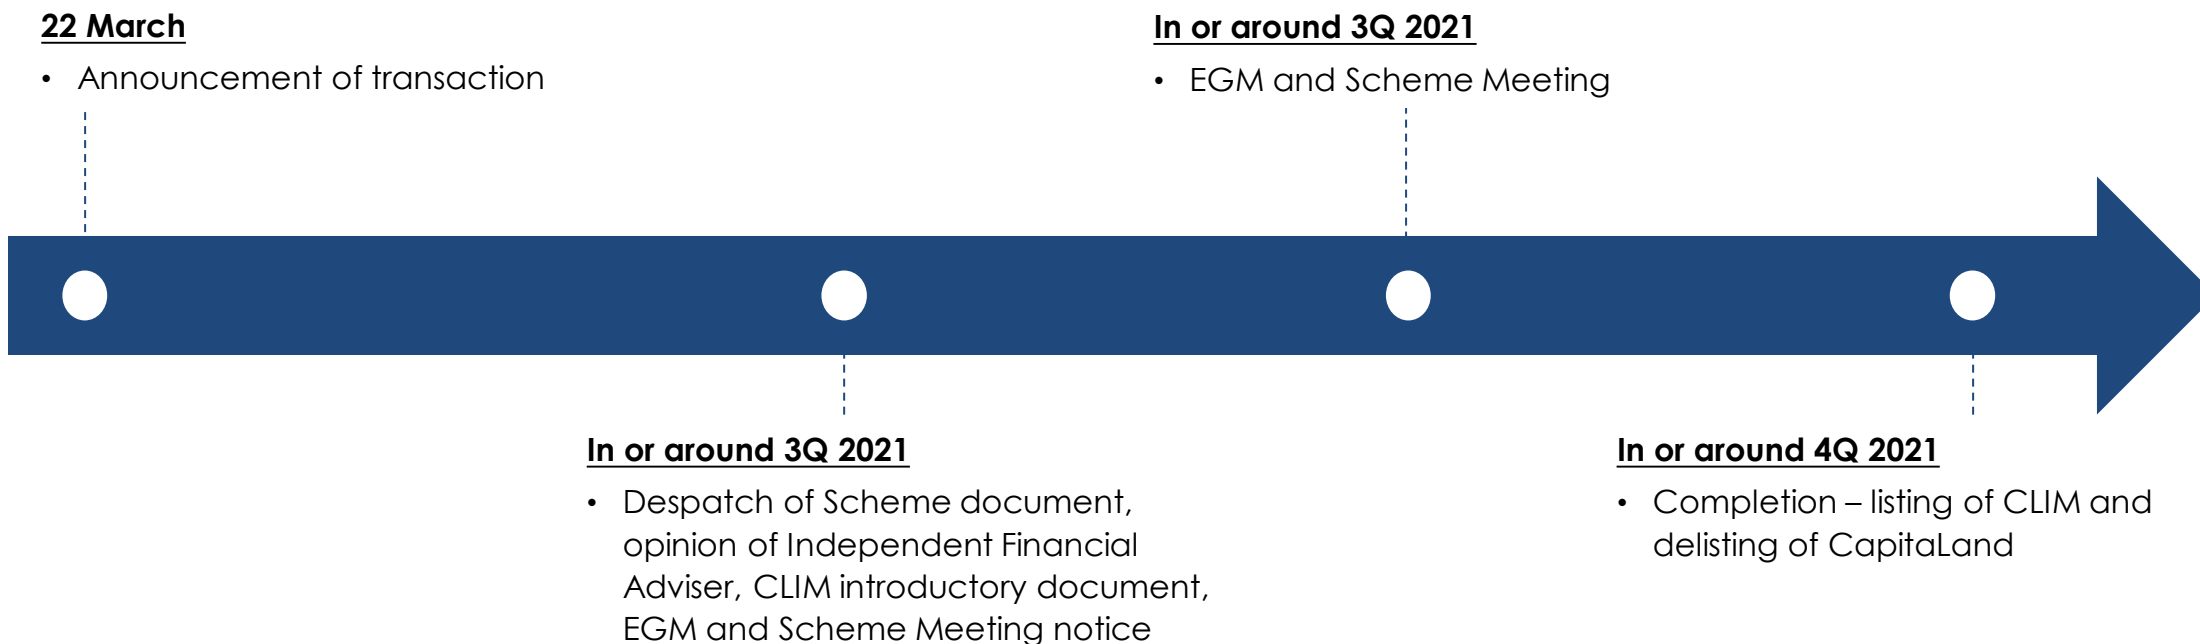 22 March
• Announcement of transaction
In or around 3Q 2021
• Despatch of Scheme document,
opinion of Independent Financial
Adviser, CLIM introductory document,
EGM and Scheme Meeting notice
In or around 3Q 2021
• EGM and Scheme Meeting
In or around 4Q 2021
• Completion – listing of CLIM and
delisting of CapitaLand